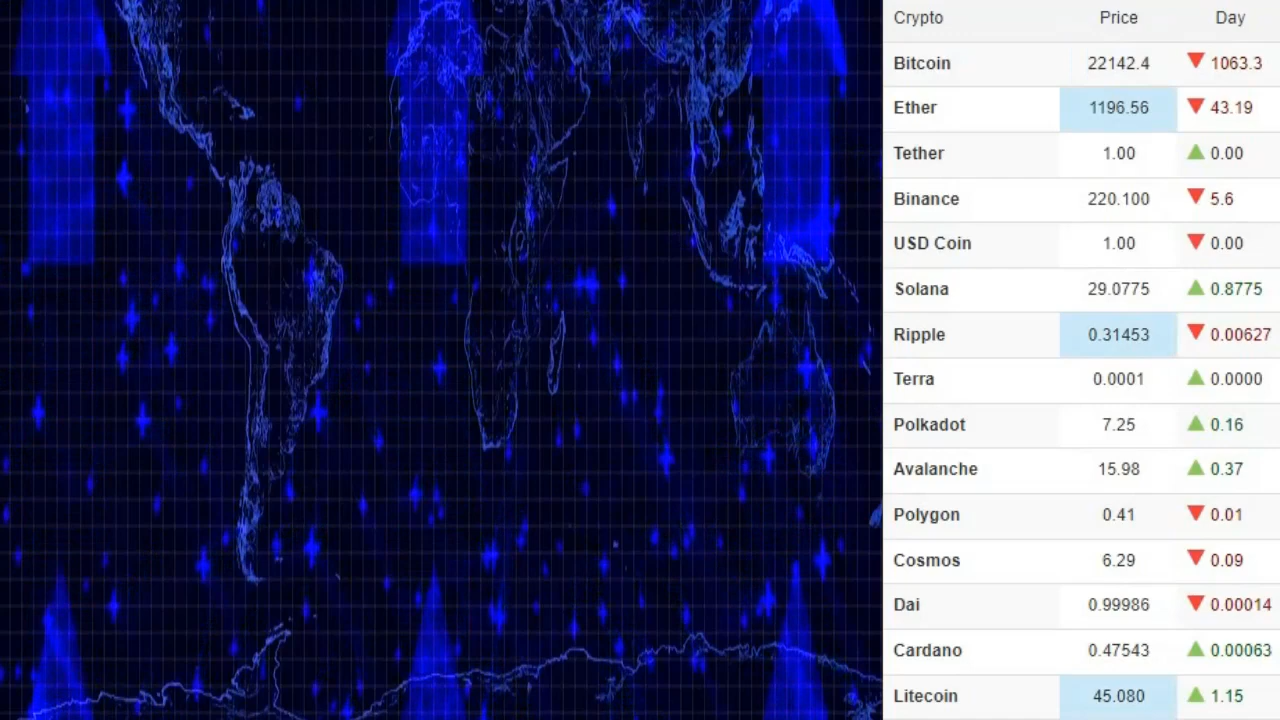 Crypto Price Day
Bitcoin 22142.4 ▼ 1063.3
Ether 1196.56 ▼ 43.19
Tether 1.00 ▲ 0.00
Binance 220.100 ▼ 5.6
USD Coin 1.00 ▼ 0.00
Solana 29.0775 ▲ 0.8775
Ripple 0.31453 ▼ 0.00627
Terra 0.0001 ▲ 0.0000
Polkadot 7.25 ▲ 0.16
Avalanche 15.98 ▲ 0.37
Polygon 0.41 ▼ 0.01
Cosmos 6.29 ▼ 0.09
Dai 0.99986 ▼ 0.00014
Cardano 0.47543 ▲ 0.00063
Litecoin 45.080 ▲ 1.15